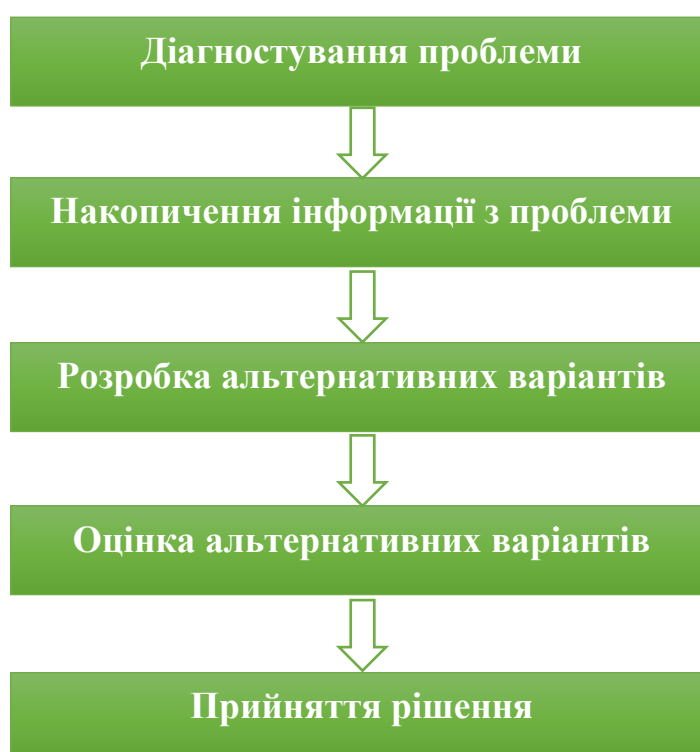 Діагностування проблеми
Накопичення інформації з проблеми
Розробка альтернативних варіантів
Оцінка альтернативних варіантів
Прийняття рішення